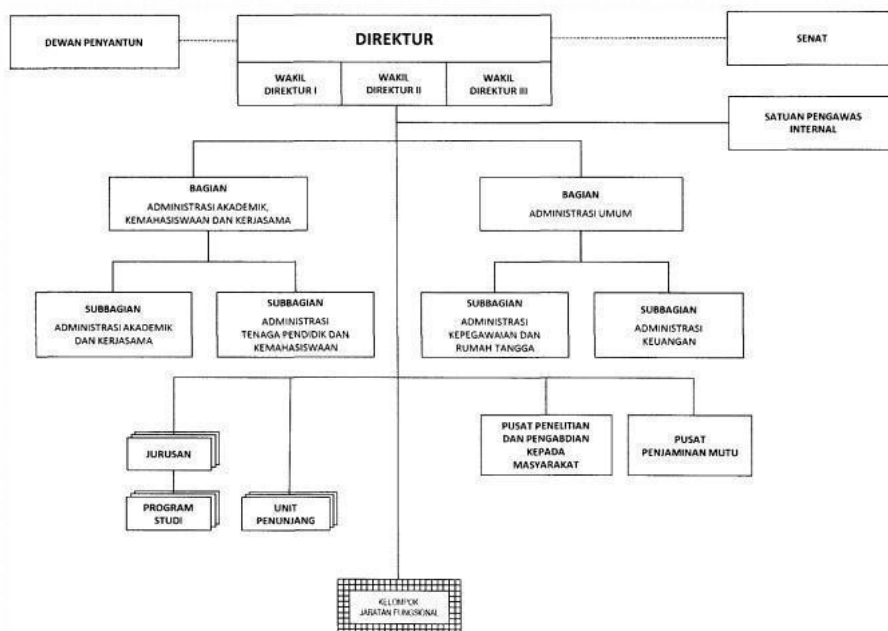 DEWAN PENYANTUN
DIREKTUR
SENAT
WAKIL
DIREKTUR I
WAKIL
DIREKTUR II
WAKIL
DIREKTUR III
SATUAN PENGAWAS
INTERNAL
BAGIAN
ADMINISTRASI AKADEMIK,
KEMAHASISWAAN DAN KERJASAMA
BAGIAN
ADMINISTRASI UMUM
SUBBAGIAN
ADMINISTRASI AKADEMIK
DAN KERJASAMA
SUBBAGIAN
ADMINISTRASI
TENAGA PENDIDIK DAN
KEMAHASISWAAN
SUBBAGIAN
ADMINISTRASI
KEPEGAWAIAN DAN
RUMAH TANGGA
SUBBAGIAN
ADMINISTRASI
KEUANGAN
JURUSAN
PROGRAM
STUDI
UNIT
PENUNJANG
PUSAT PENELITIAN
DAN PENGABDIAN
KEPADA
MASYARAKAT
PUSAT
PENJAMINAN MUTU
KELOMPOK
JABATAN FUNGSIONAL